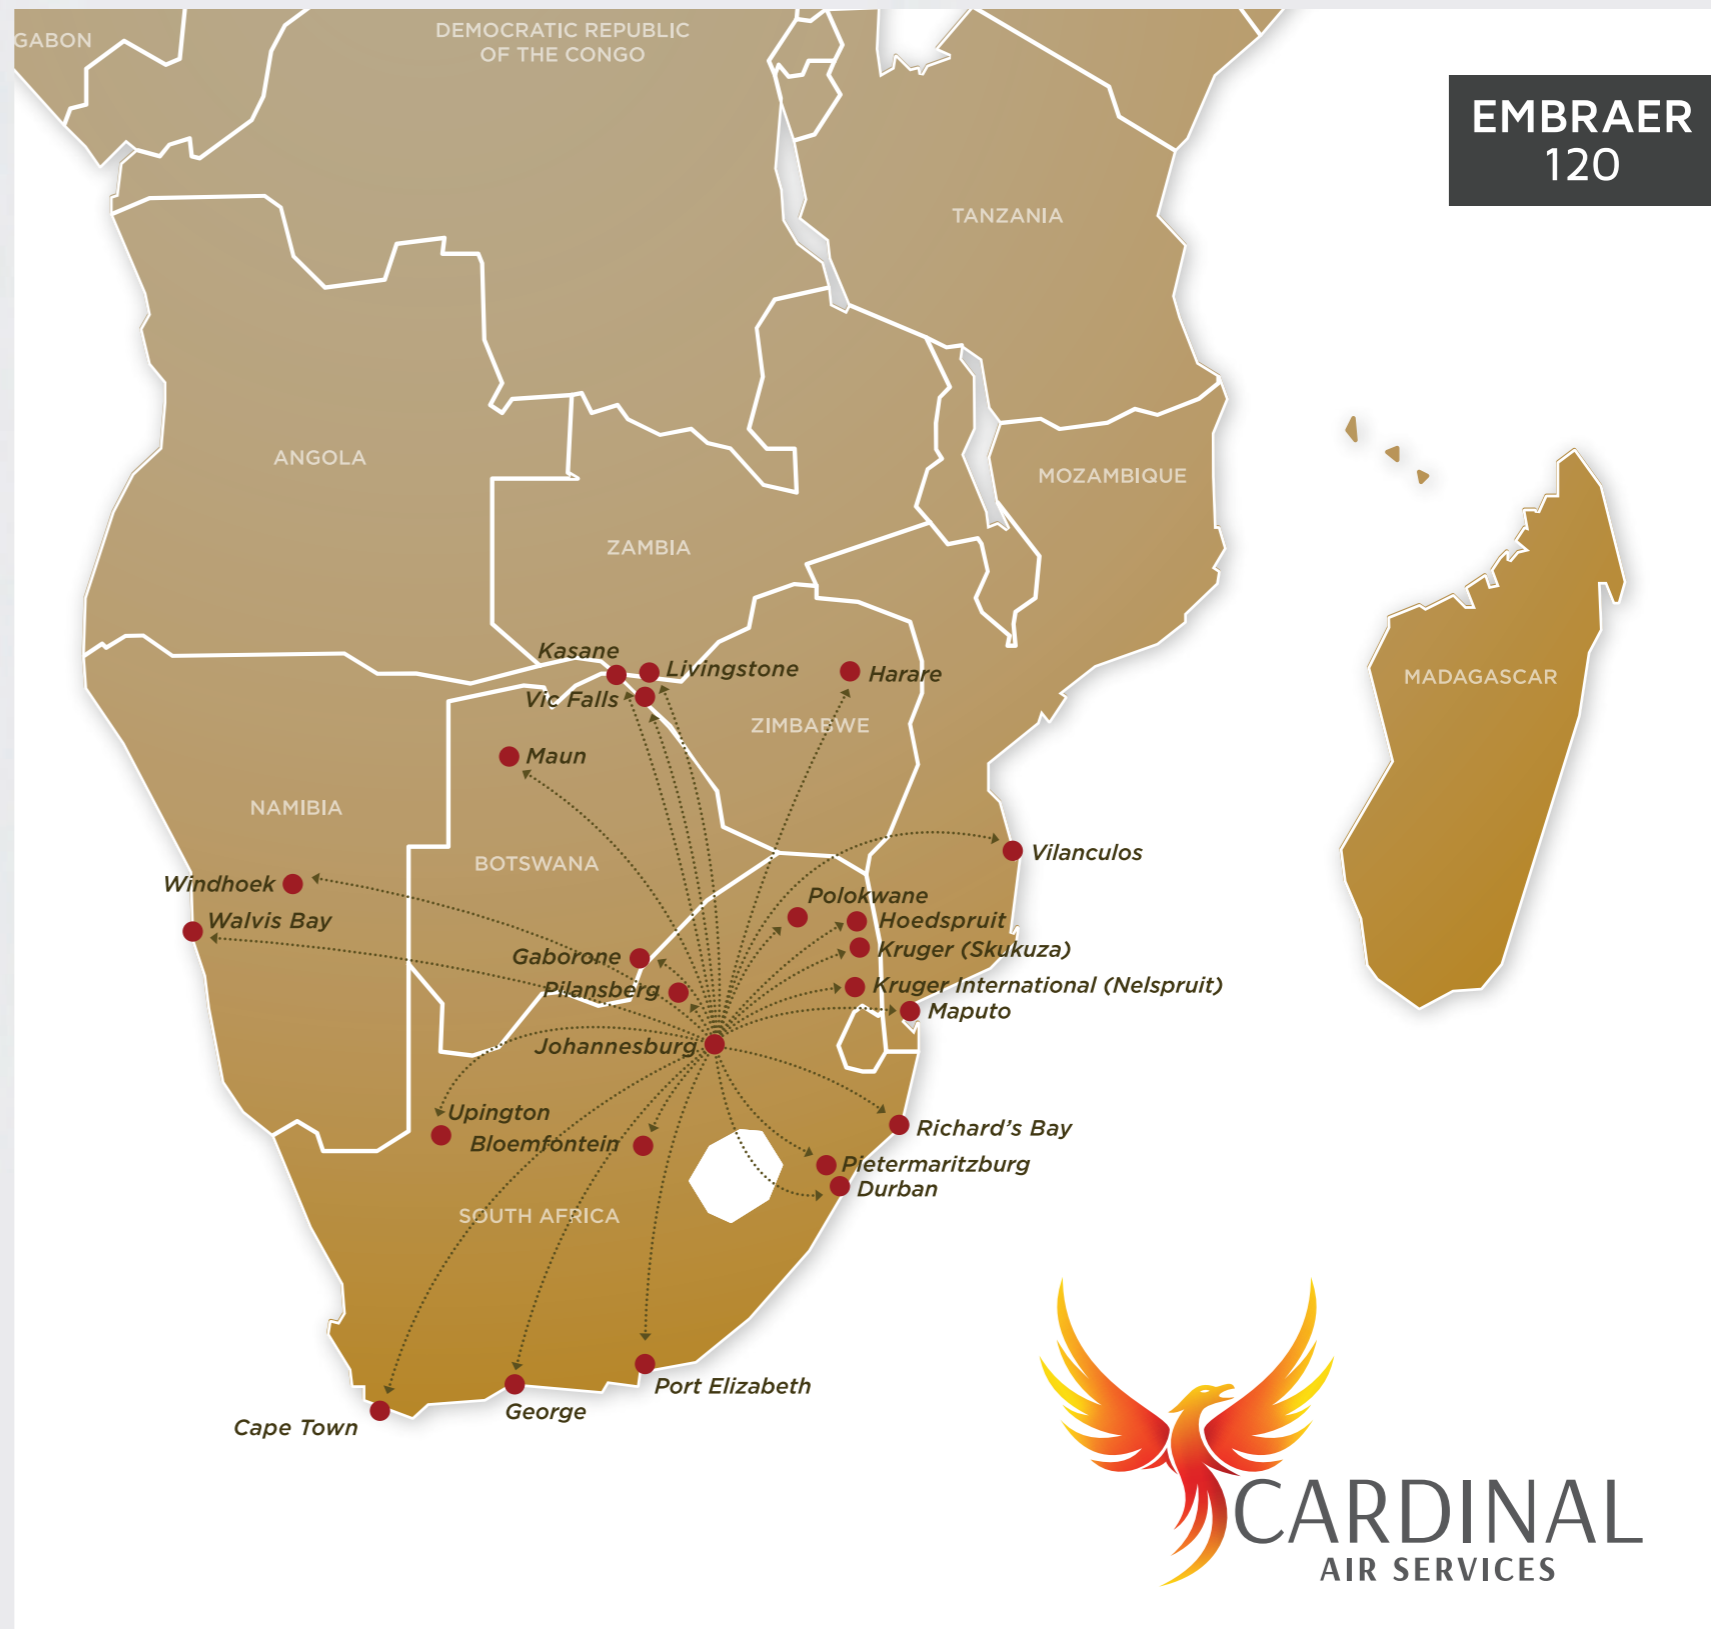 GABON
DEMOCRATIC REPUBLIC
OF THE CONGO
EMBRAER
120
TANZANIA
ANGOLA
MOZAMBIQUE
ZAMBIA
Kasane
Livingstone
Harare
MADAGASCAR
Vic Falls
ZIMBABWE
Maun
NAMIBIA
BOTSWANA
Vilanculos
Windhoek
Polokwane
Walvis Bay
Hoedspruit
Gaborone
Kruger (Skukuza)
Pilansberg
Kruger International (Nelspruit)
Maputo
Johannesburg
Upington
Richard's Bay
Bloemfontein
Pietermaritzburg
Durban
SOUTH AFRICA
Port Elizabeth
George
Cape Town
CARDINAL
AIR SERVICES